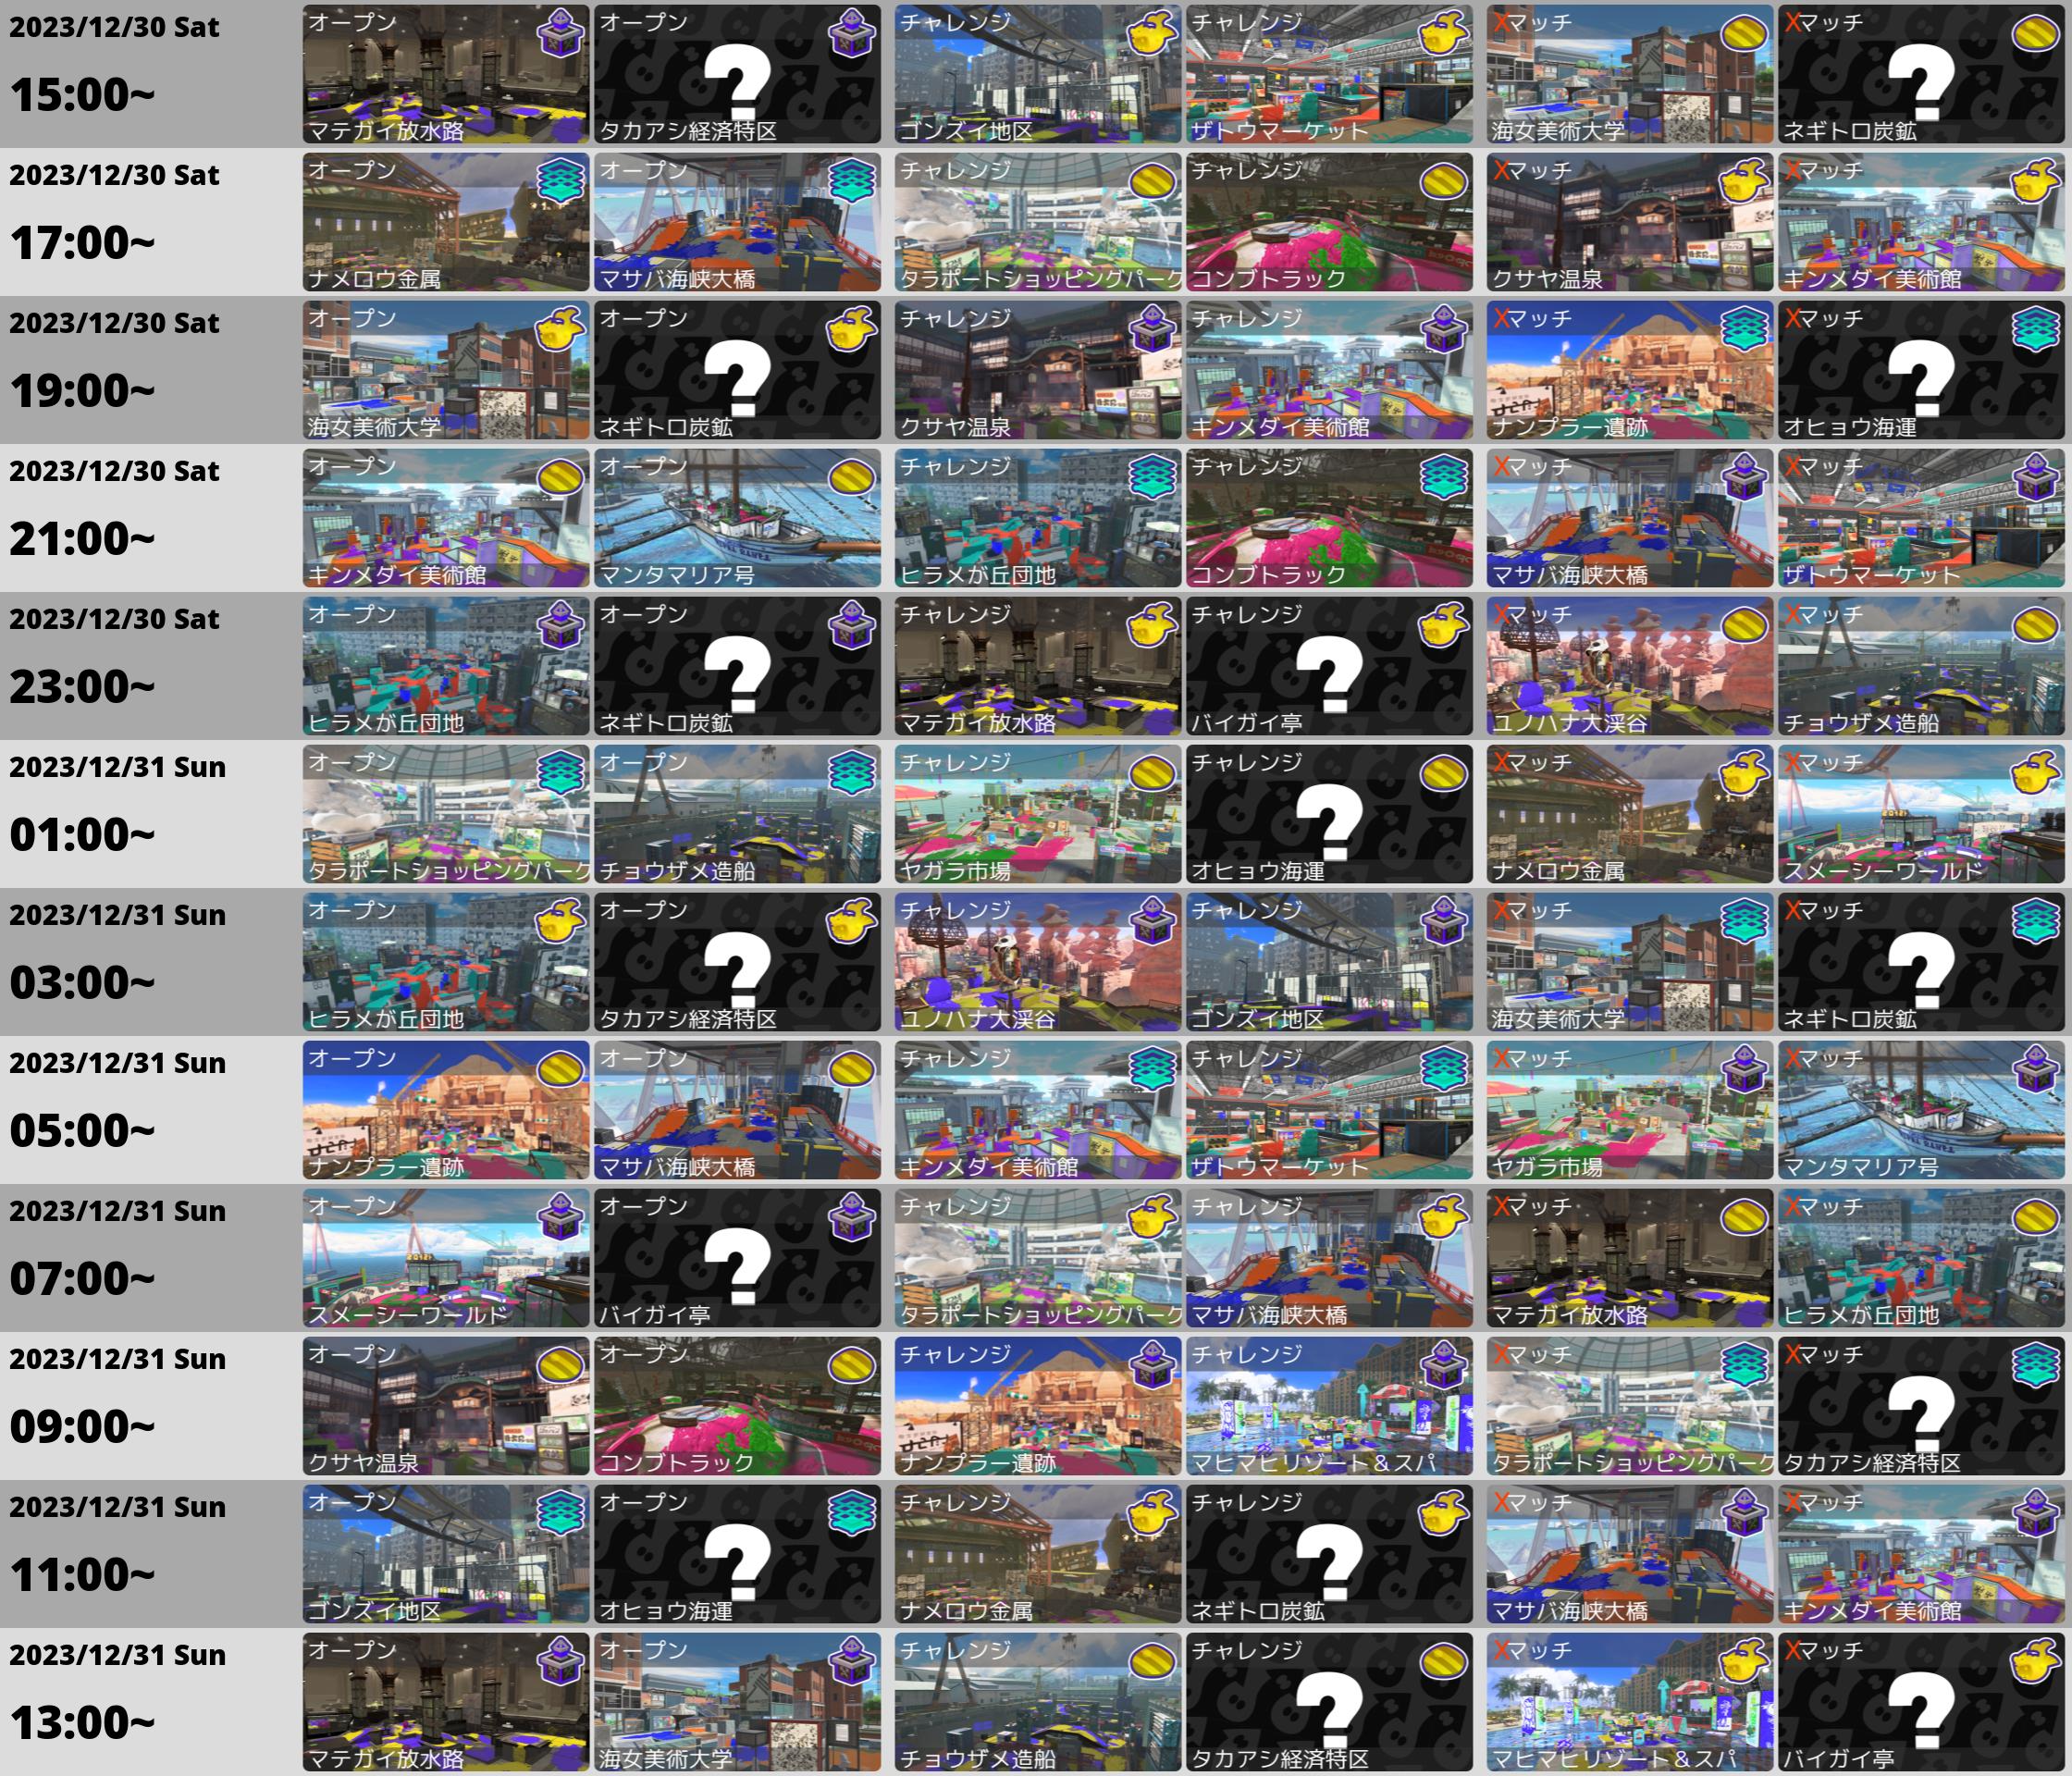 2023/12/30 Sat
15:00~
オープン オープン チャレンジ チャレンジ Xマッチ Xマッチ
マテガイ放水路 タカアシ経済特区 ゴンズイ地区 ザトウマーケット 海女美術大学 ネギトロ炭鉱
2023/12/30 Sat
17:00~
オープン オープン チャレンジ チャレンジ Xマッチ Xマッチ
ナメロウ金属 マサバ海峡大橋 タラポートショッピングパーク コンブトラック クサヤ温泉 キンメダイ美術館
2023/12/30 Sat
19:00~
オープン オープン チャレンジ チャレンジ Xマッチ Xマッチ
海女美術大学 ネギトロ炭鉱 クサヤ温泉 キンメダイ美術館 ナンプラー遺跡 オヒョウ海運
2023/12/30 Sat
21:00~
オープン オープン チャレンジ チャレンジ Xマッチ Xマッチ
キンメダイ美術館 マンタマリア号 ヒラメが丘団地 コンブトラック マサバ海峡大橋 ザトウマーケット
2023/12/30 Sat
23:00~
オープン オープン チャレンジ チャレンジ Xマッチ Xマッチ
ヒラメが丘団地 ネギトロ炭鉱 マテガイ放水路 バイガイ亭 ユノハナ大渓谷 チョウザメ造船
2023/12/31 Sun
01:00~
オープン オープン チャレンジ チャレンジ Xマッチ Xマッチ
タラポートショッピングパーク チョウザメ造船 ヤガラ市場 オヒョウ海運 ナメロウ金属 スメーシーワールド
2023/12/31 Sun
03:00~
オープン オープン チャレンジ チャレンジ Xマッチ Xマッチ
ヒラメが丘団地 タカアシ経済特区 ユノハナ大渓谷 ゴンズイ地区 海女美術大学 ネギトロ炭鉱
2023/12/31 Sun
05:00~
オープン オープン チャレンジ チャレンジ Xマッチ Xマッチ
ナンプラー遺跡 マサバ海峡大橋 キンメダイ美術館 ザトウマーケット ヤガラ市場 マンタマリア号
2023/12/31 Sun
07:00~
オープン オープン チャレンジ チャレンジ Xマッチ Xマッチ
スメーシーワールド バイガイ亭 タラポートショッピングパーク マサバ海峡大橋 マテガイ放水路 ヒラメが丘団地
2023/12/31 Sun
09:00~
オープン オープン チャレンジ チャレンジ Xマッチ Xマッチ
クサヤ温泉 コンブトラック ナンプラー遺跡 マヒマヒリゾート＆スパ タラポートショッピングパーク タカアシ経済特区
2023/12/31 Sun
11:00~
オープン オープン チャレンジ チャレンジ Xマッチ Xマッチ
ゴンズイ地区 オヒョウ海運 ナメロウ金属 ネギトロ炭鉱 マサバ海峡大橋 キンメダイ美術館
2023/12/31 Sun
13:00~
オープン オープン チャレンジ チャレンジ Xマッチ Xマッチ
マテガイ放水路 海女美術大学 チョウザメ造船 タカアシ経済特区 マヒマヒリゾート＆スパ バイガイ亭